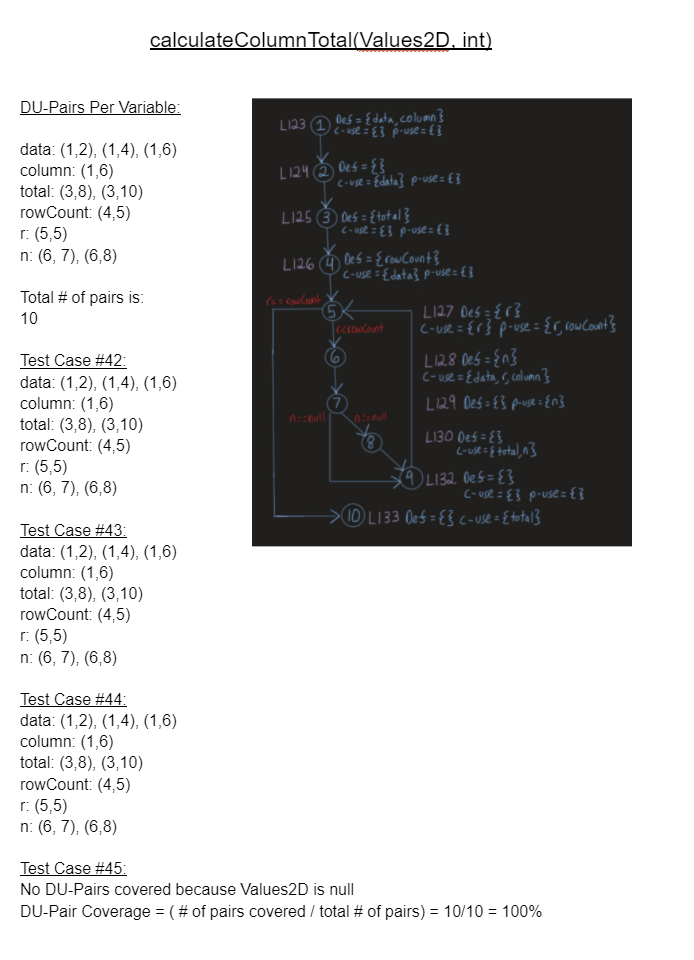 calculateColumnTotal(Values2D, int)
DU-Pairs Per Variable:
data: (1,2), (1,4), (1,6)
column: (1,6)
total: (3,8), (3,10)
rowCount: (4,5)
r: (5,5)
n: (6, 7), (6,8)
Total # of pairs is:
10
Test Case #42:
data: (1,2), (1,4), (1,6)
column: (1,6)
total: (3,8), (3,10)
rowCount: (4,5)
r: (5,5)
n: (6, 7), (6,8)
Test Case #43:
data: (1,2), (1,4), (1,6)
column: (1,6)
total: (3,8), (3,10)
rowCount: (4,5)
r: (5,5)
n: (6, 7), (6,8)
Test Case #44:
data: (1,2), (1,4), (1,6)
column: (1,6)
total: (3,8), (3,10)
rowCount: (4,5)
r: (5,5)
n: (6, 7), (6,8)
Test Case #45:
No DU-Pairs covered because Values2D is null
DU-Pair Coverage = ( # of pairs covered / total # of pairs) = 10/10 = 100%
L123 1 Def = {data, column}
c-use = {} p-use = {}
L124 2 Def = {}
c-use = {data} p-use = {}
L125 3 Def = {total}
c-use = {} p-use = {}
L126 4 Def = {rowCount}
c-use = {data} p-use = {}
r>= rowCount
5
L127 Def = {r}
c-use = {r} p-use = {r, rowCount}
r<rowCount
6
L128 Def = {n}
c-use = {data, r, column}
7
L129 Def = {} p-use = {n}
n==null
n!=null
8
L130 Def = {}
c-use = {total, n}
9 L132 Def = {}
c-use = {} p-use = {}
10 L133 Def = {} c-use = {total}